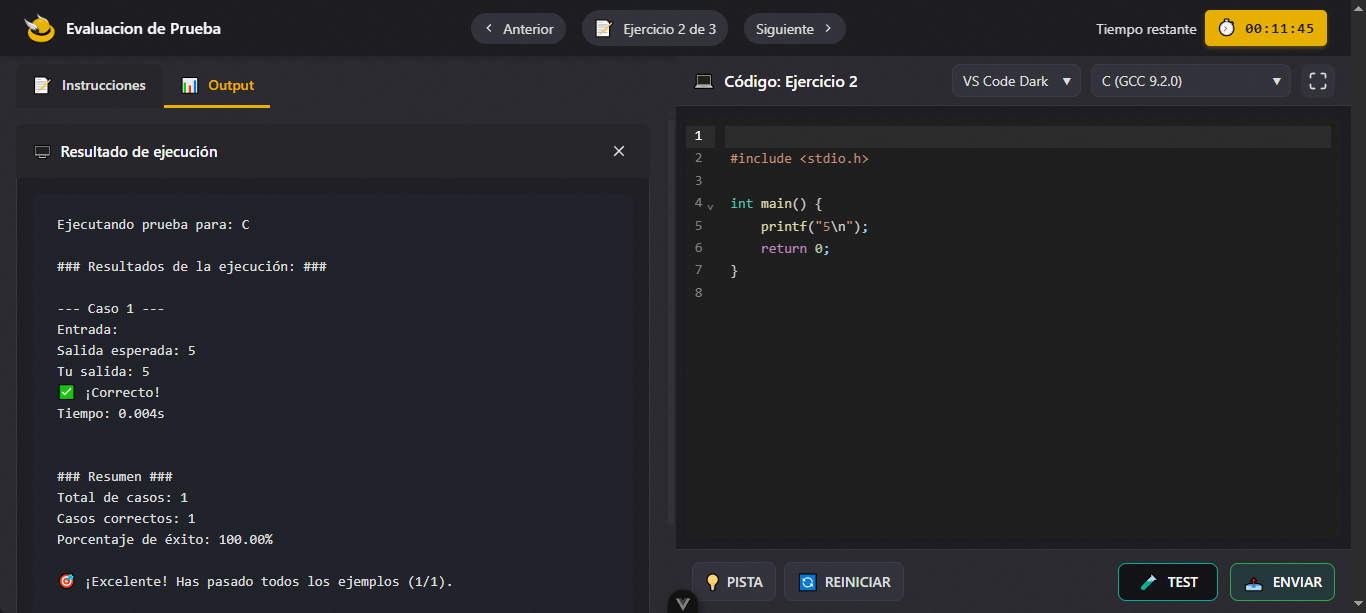 Evaluacion de Prueba
Anterior
Ejercicio 2 de 3
Siguiente
Tiempo restante
00:11:45
Instrucciones
Output
Resultado de ejecución
Ejecutando prueba para: C
### Resultados de la ejecución: ###
--- Caso 1 ---
Entrada:
Salida esperada: 5
Tu salida: 5
✅ ¡Correcto!
Tiempo: 0.004s
### Resumen ###
Total de casos: 1
Casos correctos: 1
Porcentaje de éxito: 100.00%
🎯 ¡Excelente! Has pasado todos los ejemplos (1/1).
Código: Ejercicio 2
VS Code Dark
C (GCC 9.2.0)
1
2 #include <stdio.h>
3
4 int main() {
5     printf("5\n");
6     return 0;
7 }
8
PISTA
REINICIAR
TEST
ENVIAR